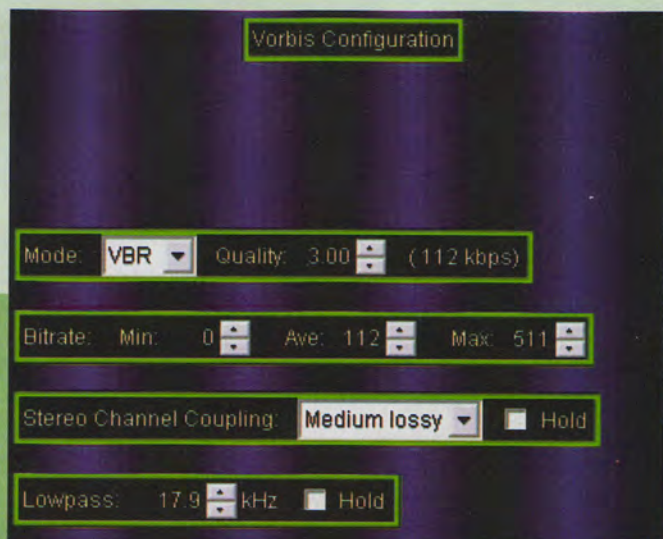 Vorbis Configuration
Mode: VBR Quality: 3.00 (112 kbps)
Bitrate: Min: 0 Ave: 112 Max: 511
Stereo Channel Coupling: Medium lossy Hold
Lowpass: 17.9 kHz Hold